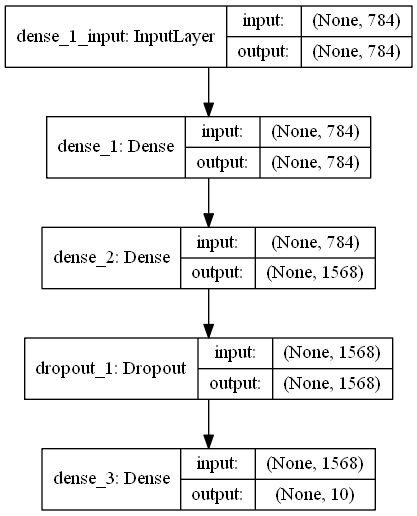 dense_1_input: InputLayer
input: (None, 784)
output: (None, 784)
dense_1: Dense
input: (None, 784)
output: (None, 784)
dense_2: Dense
input: (None, 784)
output: (None, 1568)
dropout_1: Dropout
input: (None, 1568)
output: (None, 1568)
dense_3: Dense
input: (None, 1568)
output: (None, 10)